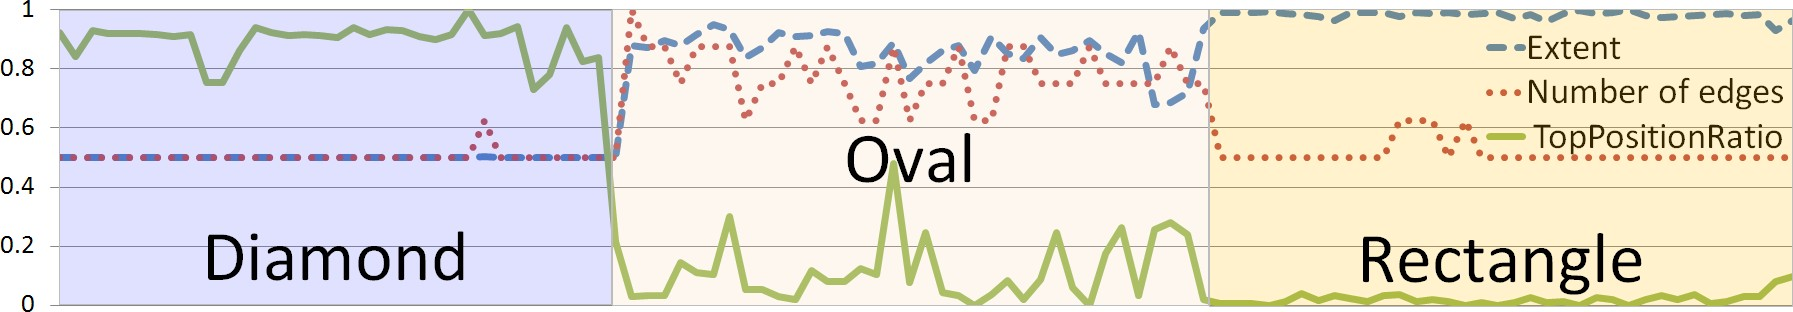 1
0.8
0.6
0.4
0.2
0
Diamond
Oval
Rectangle
Extent
Number of edges
TopPositionRatio